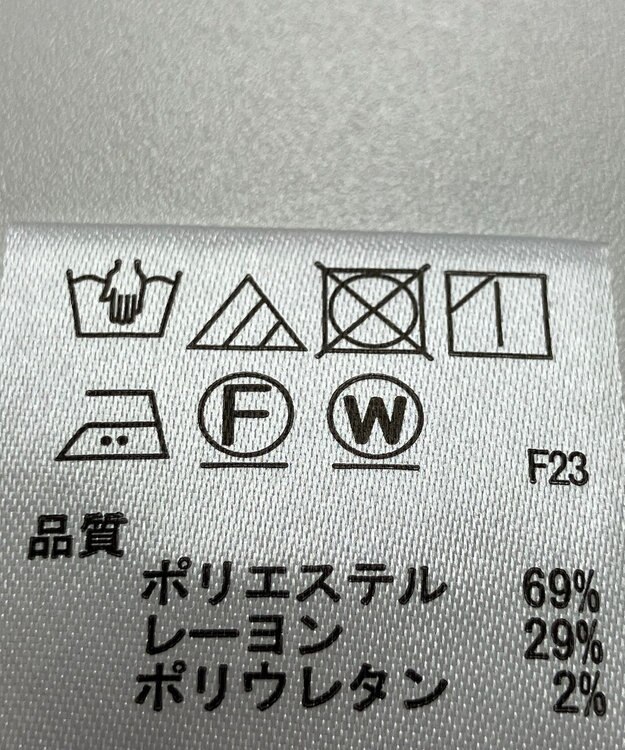 F W F23
品質
ポリエステル 69%
レーヨン 29%
ポリウレタン 2%